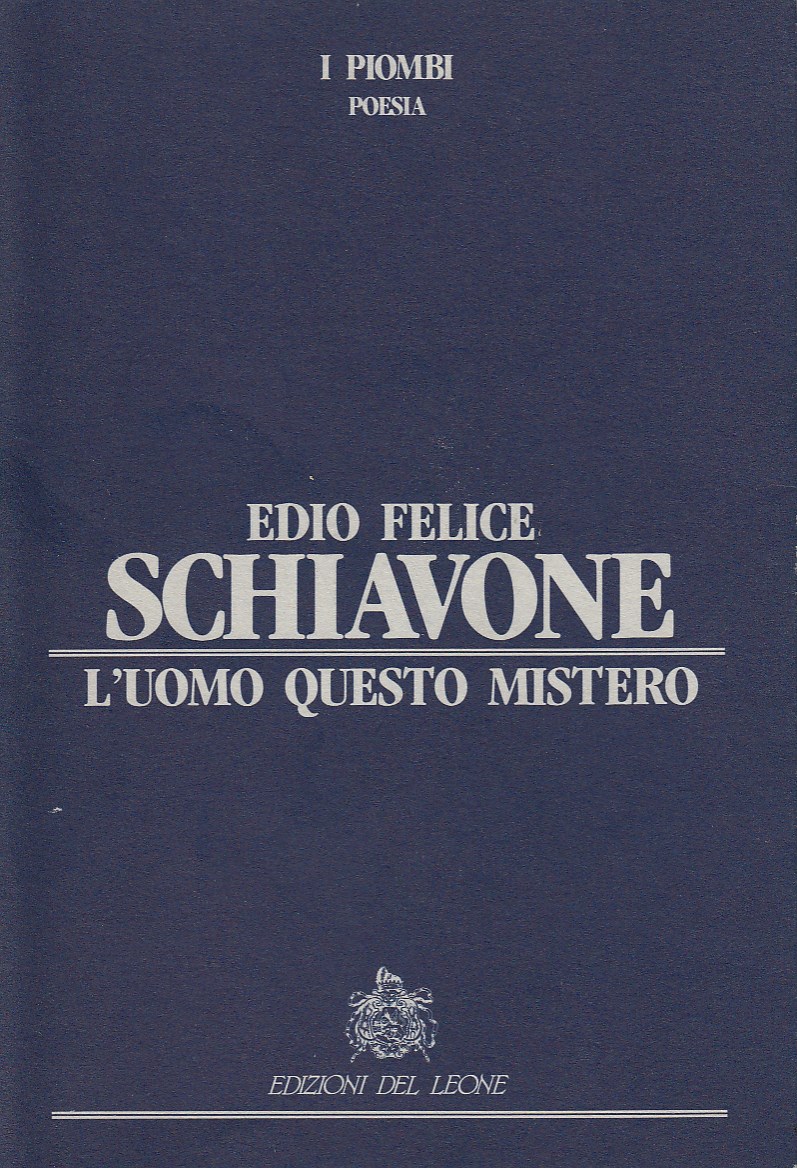 I PIOMBI
POESIA
EDIO FELICE
SCHIAVONE
L'UOMO QUESTO MISTERO
EDIZIONI DEL LEONE